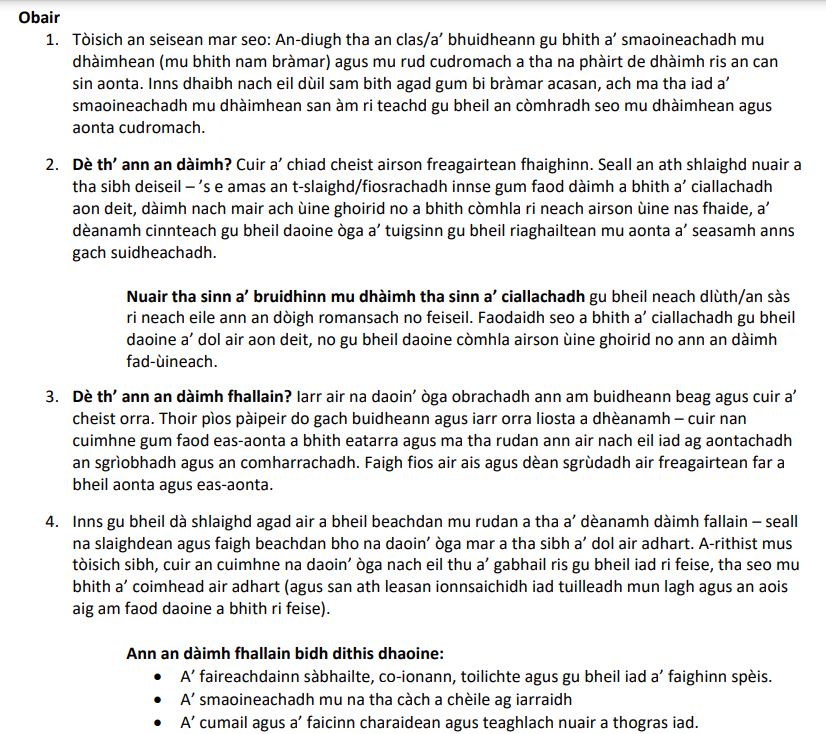 Obair
1. Tòisich an seisean mar seo: An-diugh tha an clas/a’ bhuidheann gu bhith a’ smaoineachadh mu
dhàimhean (mu bhith nam bràmar) agus mu rud cudromach a tha na phàirt de dhàimh ris an can
sin aonta. Inns dhaibh nach eil dùil sam bith agad gum bi bràmar acasan, ach ma tha iad a’
smaoineachadh mu dhàimhean san àm ri teachd gu bheil an còmhradh seo mu dhàimhean agus
aonta cudromach.
2. Dè th’ ann an dàimh? Cuir a’ chiad cheist airson freagairtean fhaighinn. Seall an ath shlaighd nuair a
tha sibh deiseil – ’s e amas an t-slaighd/fiosrachadh innse gum faod dàimh a bhith a’ ciallachadh
aon deit, dàimh nach mair ach ùine ghoirid no a bhith còmhla ri neach airson ùine nas fhaide, a’
dèanamh cinnteach gu bheil daoine òga a’ tuigsinn gu bheil riaghailtean mu aonta a’ seasamh anns
gach suidheachadh.
Nuair tha sinn a’ bruidhinn mu dhàimh tha sinn a’ ciallachadh gu bheil neach dlùth/an sàs
ri neach eile ann an dòigh romansach no feiseil. Faodaidh seo a bhith a’ ciallachadh gu bheil
daoine a’ dol air aon deit, no gu bheil daoine còmhla airson ùine ghoirid no ann an dàimh
fad-ùineach.
3. Dè th’ ann an dàimh fhallain? Iarr air na daoin’ òga obrachadh ann am buidheann beag agus cuir a’
cheist orra. Thoir pìos pàipeir do gach buidheann agus iarr orra liosta a dhèanamh – cuir nan
cuimhne gum faod eas-aonta a bhith eatarra agus ma tha rudan ann air nach eil iad ag aontachadh
an sgrìobhadh agus an comharrachadh. Faigh fios air ais agus dèan sgrùdadh air freagairtean far a
bheil aonta agus eas-aonta.
4. Inns gu bheil dà shlaighd agad air a bheil beachdan mu rudan a tha a’ dèanamh dàimh fallain – seall
na slaighdean agus faigh beachdan bho na daoin’ òga mar a tha sibh a’ dol air adhart. A-rithist mus
tòisich sibh, cuir an cuimhne na daoin’ òga nach eil thu a’ gabhail ris gu bheil iad ri feise, tha seo mu
bhith a’ coimhead air adhart (agus san ath leasan ionnsaichidh iad tuilleadh mun lagh agus an aois
aig am faod daoine a bhith ri feise).
Ann an dàimh fhallain bidh dithis dhaoine:
• A’ faireachdainn sàbhailte, co-ionann, toilichte agus gu bheil iad a’ faighinn spèis.
• A’ smaoineachadh mu na tha càch a chèile ag iarraidh
• A’ cumail agus a’ faicinn charaidean agus teaghlach nuair a thogras iad.